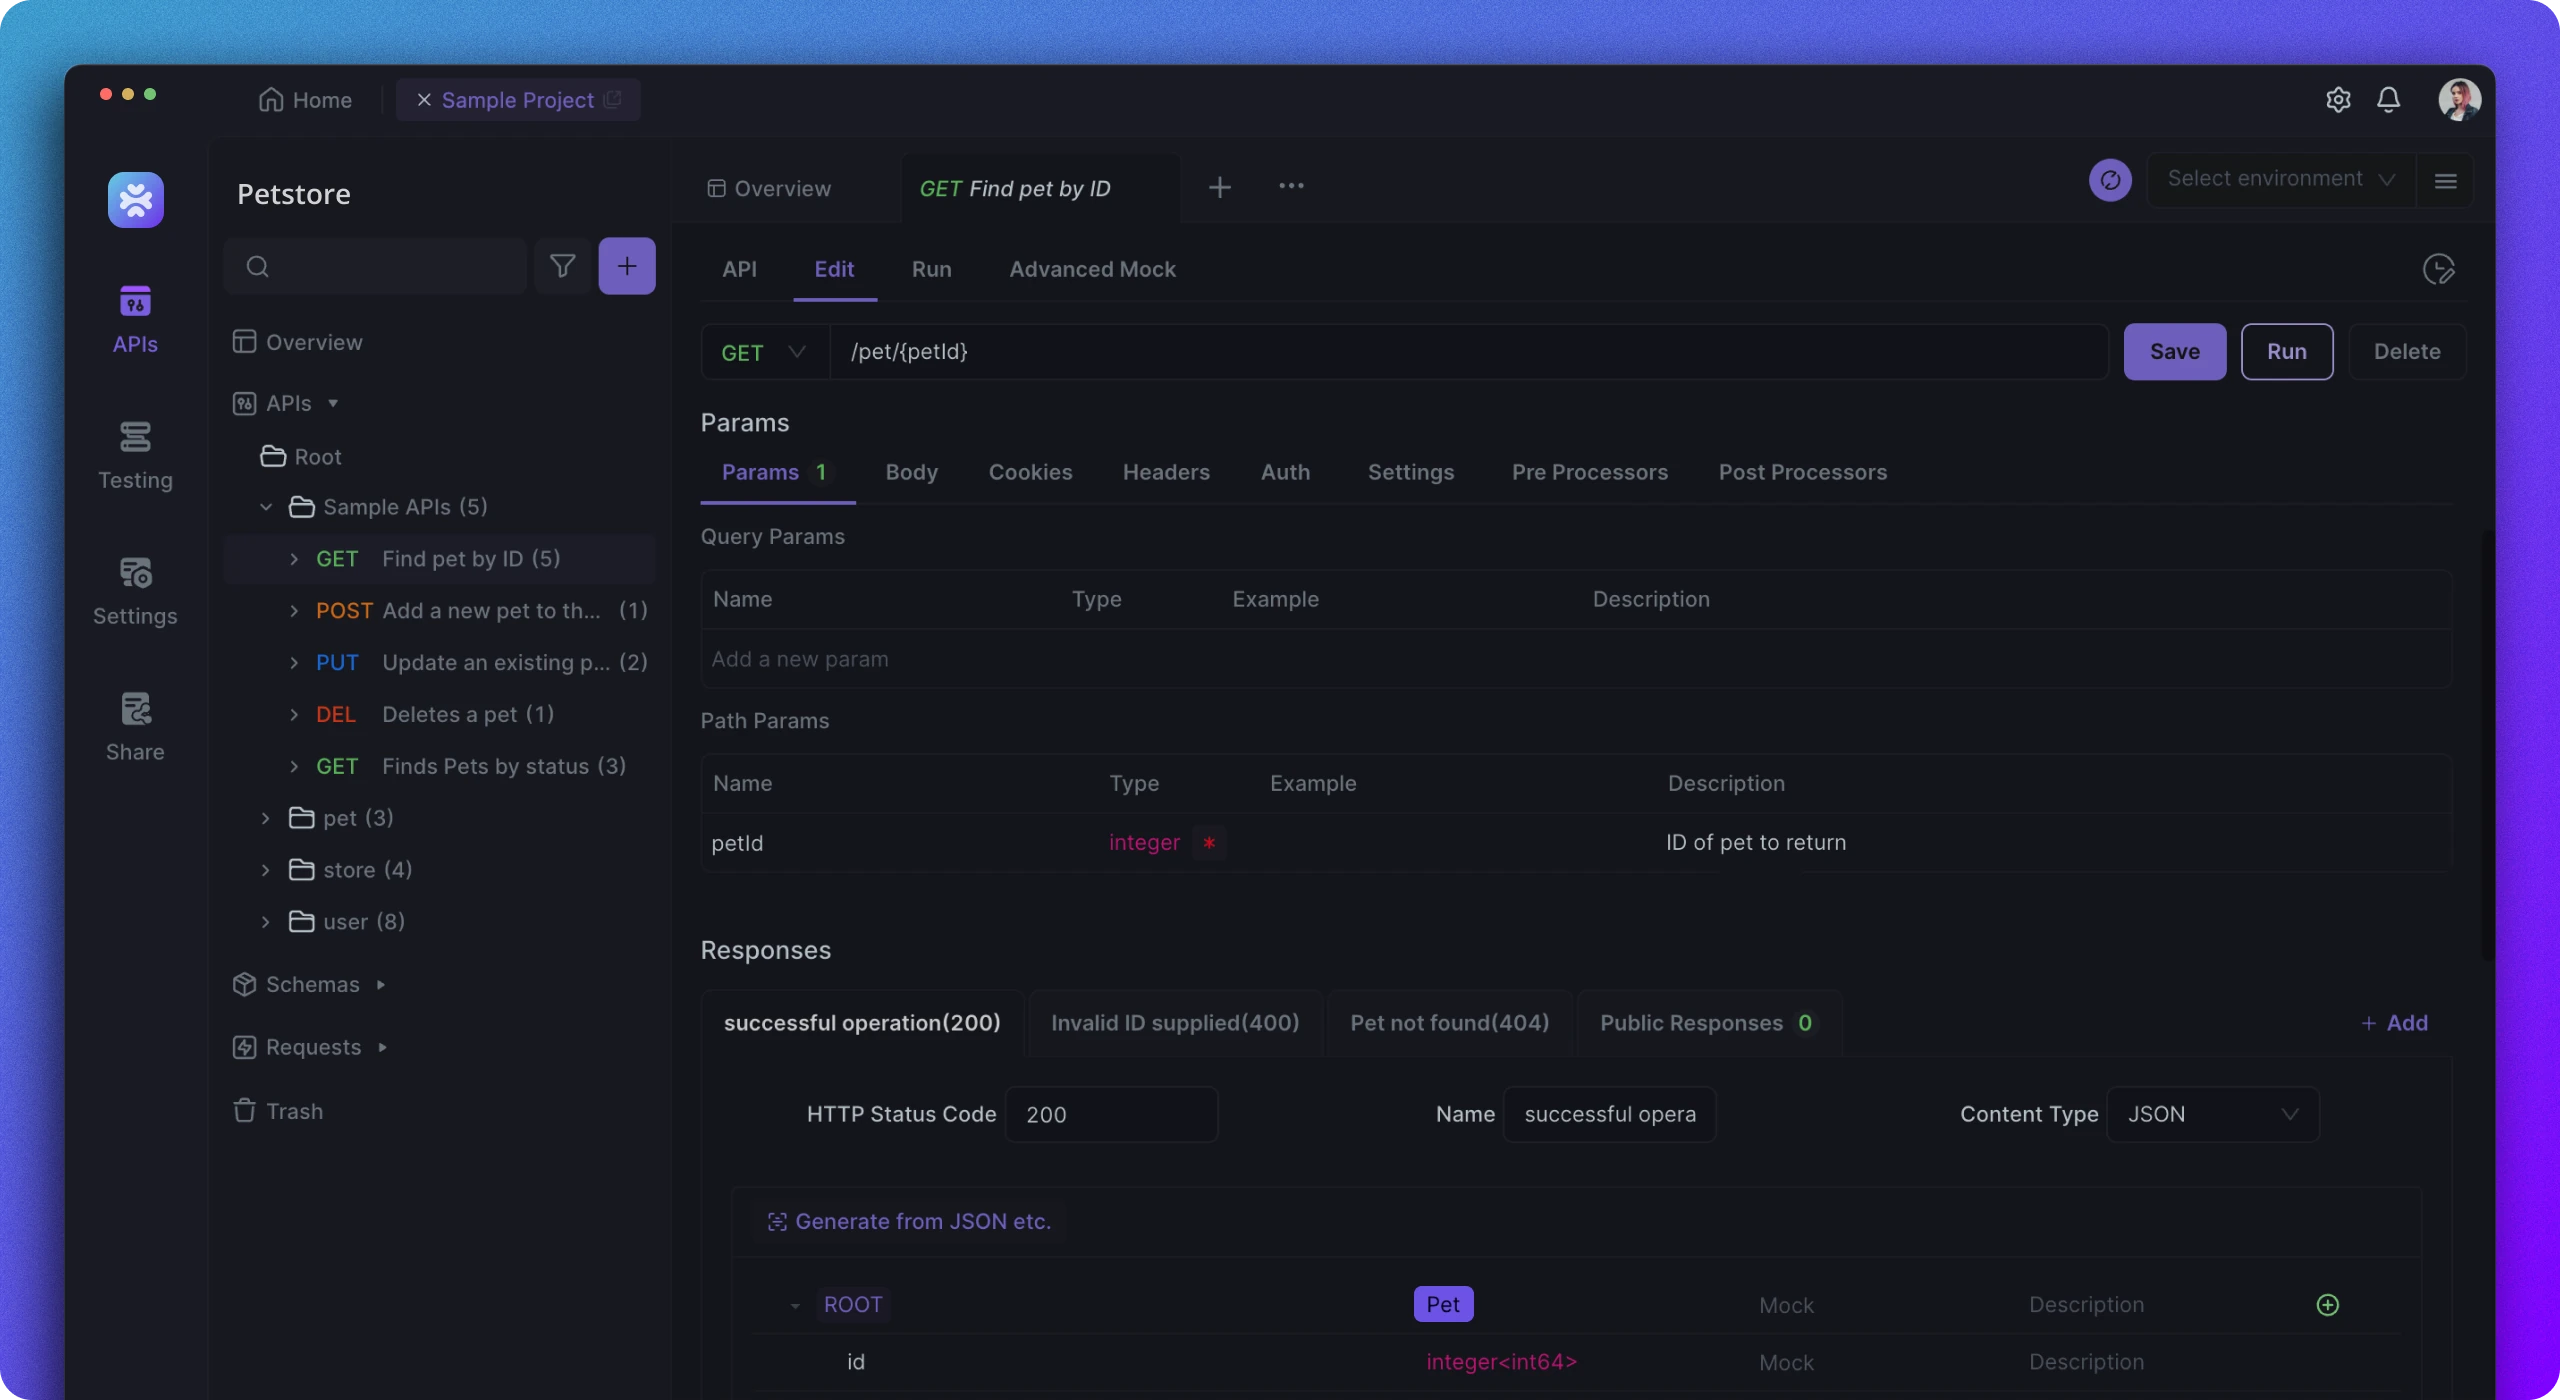 Home
Sample Project
APIs
Testing
Settings
Share
Petstore
Overview
APIs
Root
Sample APIs (5)
GET Find pet by ID (5)
POST Add a new pet to th... (1)
PUT Update an existing p... (2)
DEL Deletes a pet (1)
GET Finds Pets by status (3)
pet (3)
store (4)
user (8)
Schemas
Requests
Trash
Overview
GET Find pet by ID
Select environment
API Edit Run Advanced Mock
GET /pet/{petId}
Save Run Delete
Params
Params 1 Body Cookies Headers Auth Settings Pre Processors Post Processors
Query Params
Name Type Example Description
Add a new param
Path Params
Name Type Example Description
petId integer * ID of pet to return
Responses
successful operation(200) Invalid ID supplied(400) Pet not found(404) Public Responses 0 + Add
HTTP Status Code 200 Name successful opera Content Type JSON
Generate from JSON etc.
ROOT Pet Mock Description
id integer<int64> Mock Description